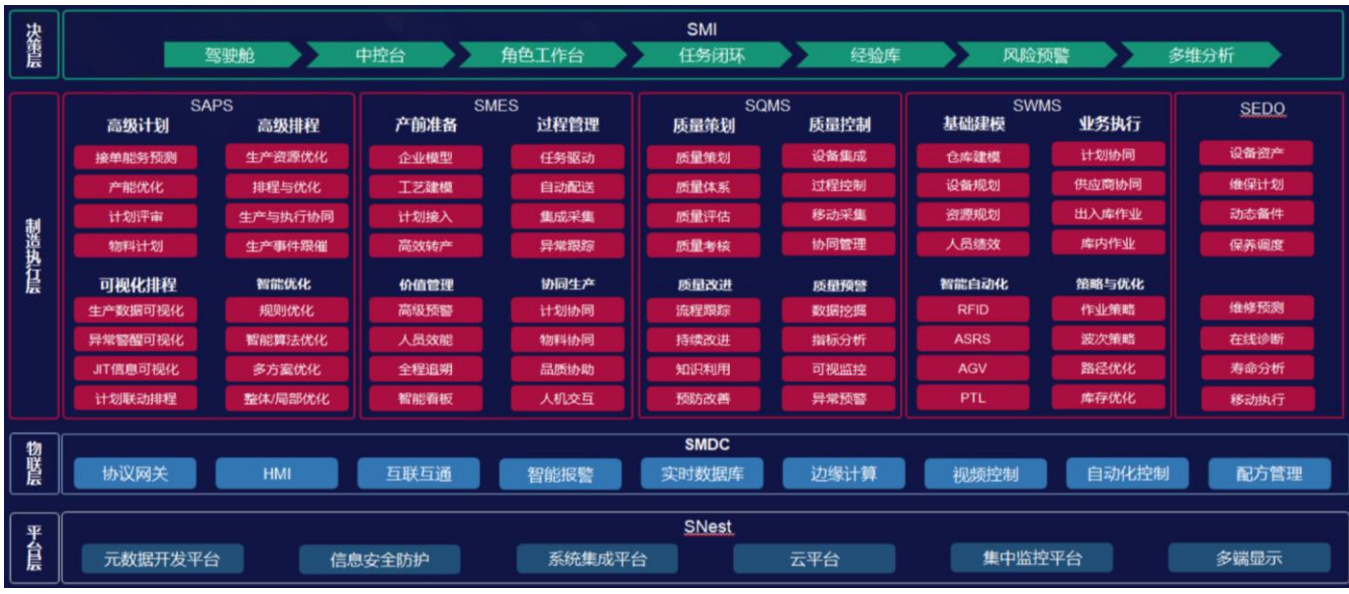 决策层
SMI
驾驶舱 中控台 角色工作台 任务闭环 经验库 风险预警 多维分析
制造执行层
SAPS
高级计划 高级排程
接单能务预测 生产资源优化
产能优化 排程与优化
计划评审 生产与执行协同
物料计划 生产事件跟催
可视化排程 智能优化
生产数据可视化 规则优化
异常警醒可视化 智能算法优化
JIT信息可视化 多方案优化
计划联动排程 整体/局部优化
SMES
产前准备 过程管理
企业模型 任务驱动
工艺建模 自动配送
计划接入 集成采集
高效转产 异常跟踪
价值管理 协同生产
高级预警 计划协同
人员效能 物料协同
全程追朔 品质协助
智能看板 人机交互
SQMS
质量策划 质量控制
质量策划 设备集成
质量体系 过程控制
质量评估 移动采集
质量考核 协同管理
质量改进 质量预警
流程跟踪 数据挖掘
持续改进 指标分析
知识利用 可视监控
预防改善 异常预警
SWMS
基础建模 业务执行
仓库建模 计划协同
设备规划 供应商协同
资源规划 出入库作业
人员绩效 库内作业
智能自动化 策略与优化
RFID 作业策略
ASRS 波次策略
AGV 路径优化
PTL 库存优化
SEDO
设备资产
维保计划
动态备件
保养调度
维修预测
在线诊断
寿命分析
移动执行
物联层
SMDC
协议网关 HMI 互联互通 智能报警 实时数据库 边缘计算 视频控制 自动化控制 配方管理
平台层
SNest
元数据开发平台 信息安全防护 系统集成平台 云平台 集中监控平台 多端显示